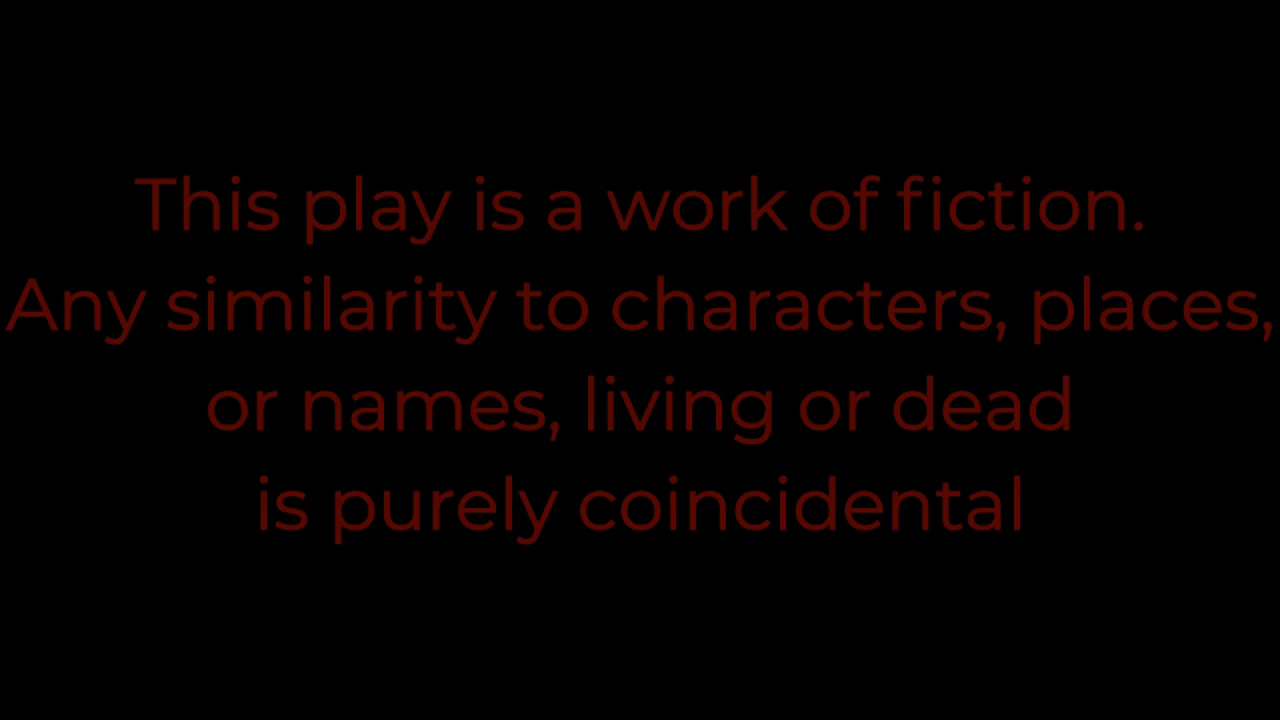 This play is a work of fiction.
Any similarity to characters, places,
or names, living or dead
is purely coincidental